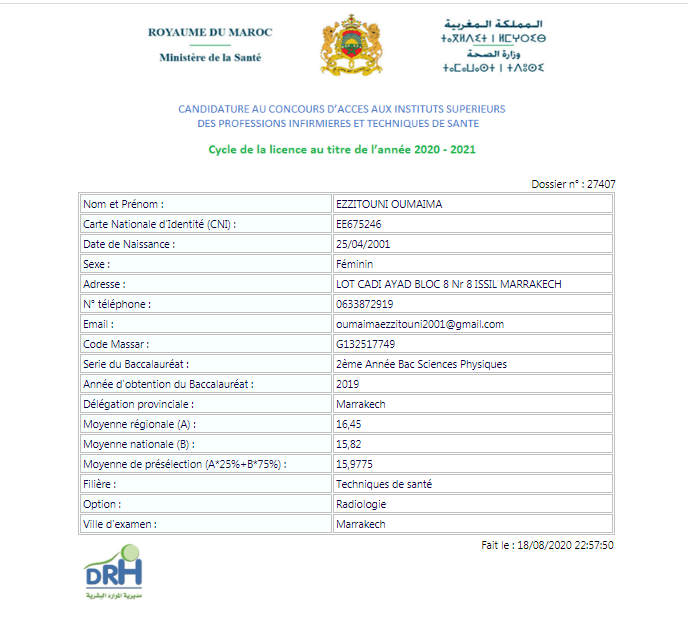 ROYAUME DU MAROC
Ministère de la Santé
المملكة المغربية
ⵜⴰⴳⵍⴷⵉⵜ ⵏ ⵍⵎⵖⵔⵉⴱ
وزارة الصحة
ⵜⴰⵎⴰⵡⴰⵙⵜ ⵏ ⵜⴷⵓⵙⵉ
CANDIDATURE AU CONCOURS D'ACCES AUX INSTITUTS SUPERIEURS
DES PROFESSIONS INFIRMIERES ET TECHNIQUES DE SANTE
Cycle de la licence au titre de l'année 2020 - 2021
Dossier n° : 27407
Nom et Prénom : EZZITOUNI OUMAIMA
Carte Nationale d'Identité (CNI) : EE675246
Date de Naissance : 25/04/2001
Sexe : Féminin
Adresse : LOT CADI AYAD BLOC 8 Nr 8 ISSIL MARRAKECH
N° téléphone : 0633872919
Email : oumaimaezzitouni2001@gmail.com
Code Massar : G132517749
Serie du Baccalauréat : 2ème Année Bac Sciences Physiques
Année d'obtention du Baccalauréat : 2019
Délégation provinciale : Marrakech
Moyenne régionale (A) : 16,45
Moyenne nationale (B) : 15,82
Moyenne de présélection (A*25%+B*75%) : 15,9775
Filière : Techniques de santé
Option : Radiologie
Ville d'examen : Marrakech
Fait le : 18/08/2020 22:57:50
DRH
مديرية الموارد البشرية